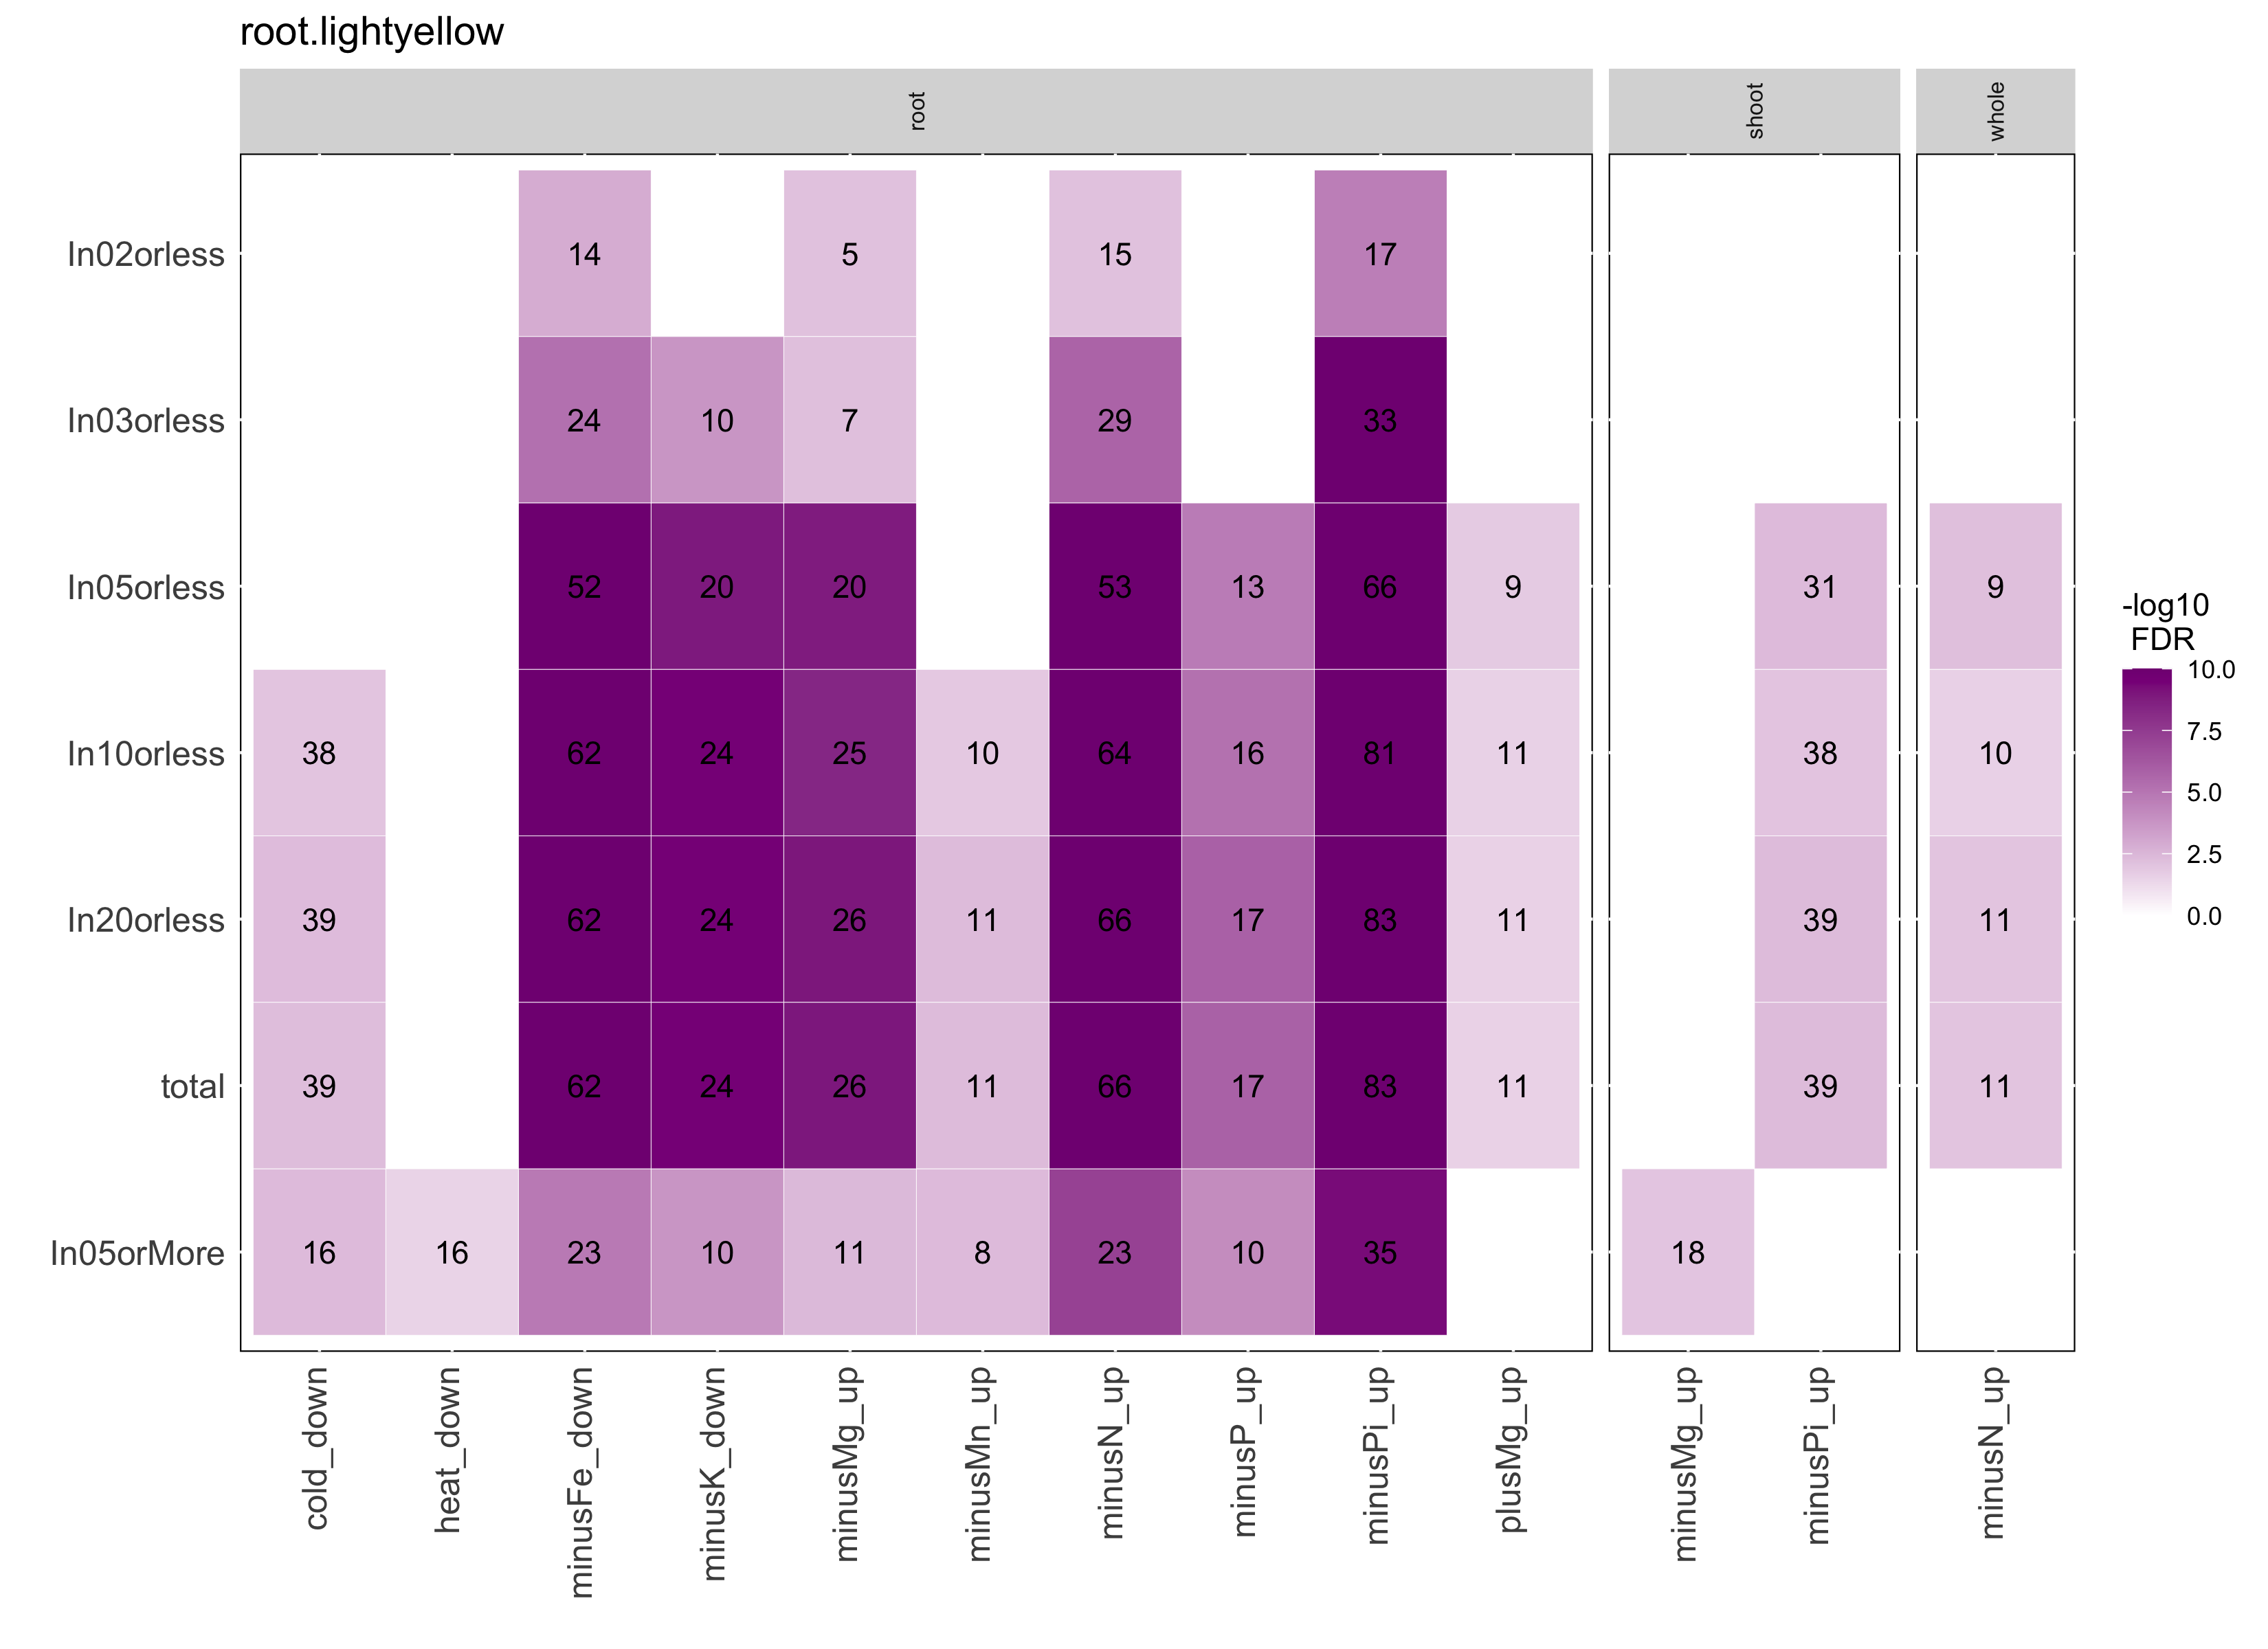 root.lightyellow
root
shoot
whole
In02orless
14
5
15
17
In03orless
24
10
7
29
33
In05orless
52
20
20
53
13
66
9
31
9
In10orless
38
62
24
25
10
64
16
81
11
38
10
In20orless
39
62
24
26
11
66
17
83
11
39
11
total
39
62
24
26
11
66
17
83
11
39
11
In05orMore
16
16
23
10
11
8
23
10
35
18
cold_down
heat_down
minusFe_down
minusK_down
minusMg_up
minusMn_up
minusN_up
minusP_up
minusPi_up
plusMg_up
minusMg_up
minusPi_up
minusN_up
-log10
FDR
10.0
7.5
5.0
2.5
0.0